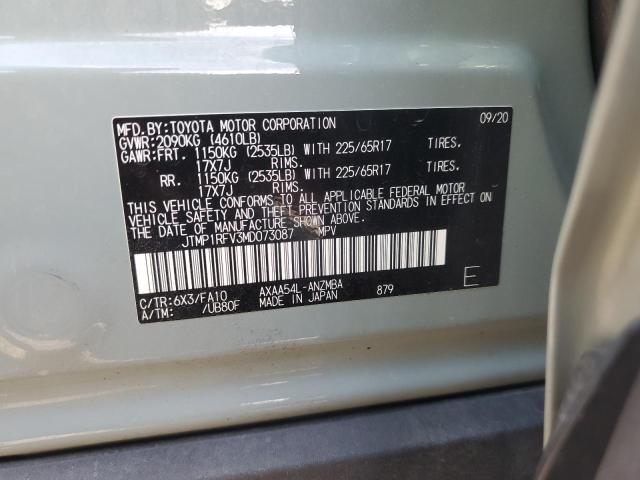 MFD.BY:TOYOTA MOTOR CORPORATION 09/20
GVWR:2090KG (4610LB)
GAWR:FRT. 1150KG (2535LB) WITH 225/65R17 TIRES,
17X7J RIMS.
RR. 1150KG (2535LB) WITH 225/65R17 TIRES,
17X7J RIMS.
THIS VEHICLE CONFORMS TO ALL APPLICABLE FEDERAL MOTOR
VEHICLE SAFETY AND THEFT PREVENTION STANDARDS IN EFFECT ON
THE DATE OF MANUFACTURE SHOWN ABOVE.
JTMP1RFV3MD073087 MPV
C/TR:6X3/FA10 AXAA54L-ANZMBA 879 E
A/TM: /UB80F MADE IN JAPAN